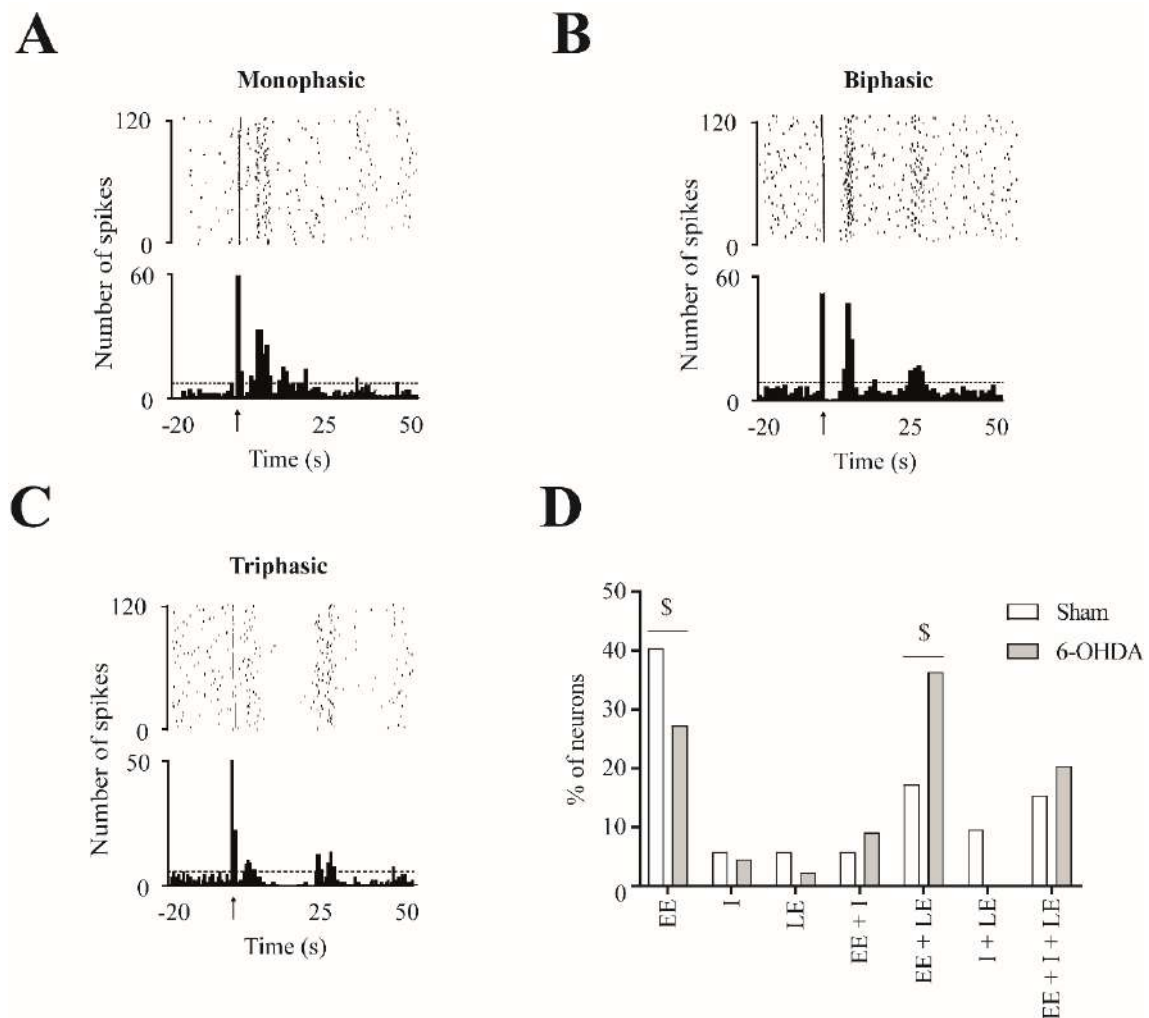 A
Monophasic
120
0
Number of spikes
60
0
-20
25
50
Time (s)
B
Biphasic
120
0
Number of spikes
60
0
-20
25
50
Time (s)
C
Triphasic
120
0
Number of spikes
50
0
-20
25
50
Time (s)
D
50
40
30
20
10
0
% of neurons
$
$
Sham
6-OHDA
EE
I
LE
EE + I
EE + LE
I + LE
EE + I + LE